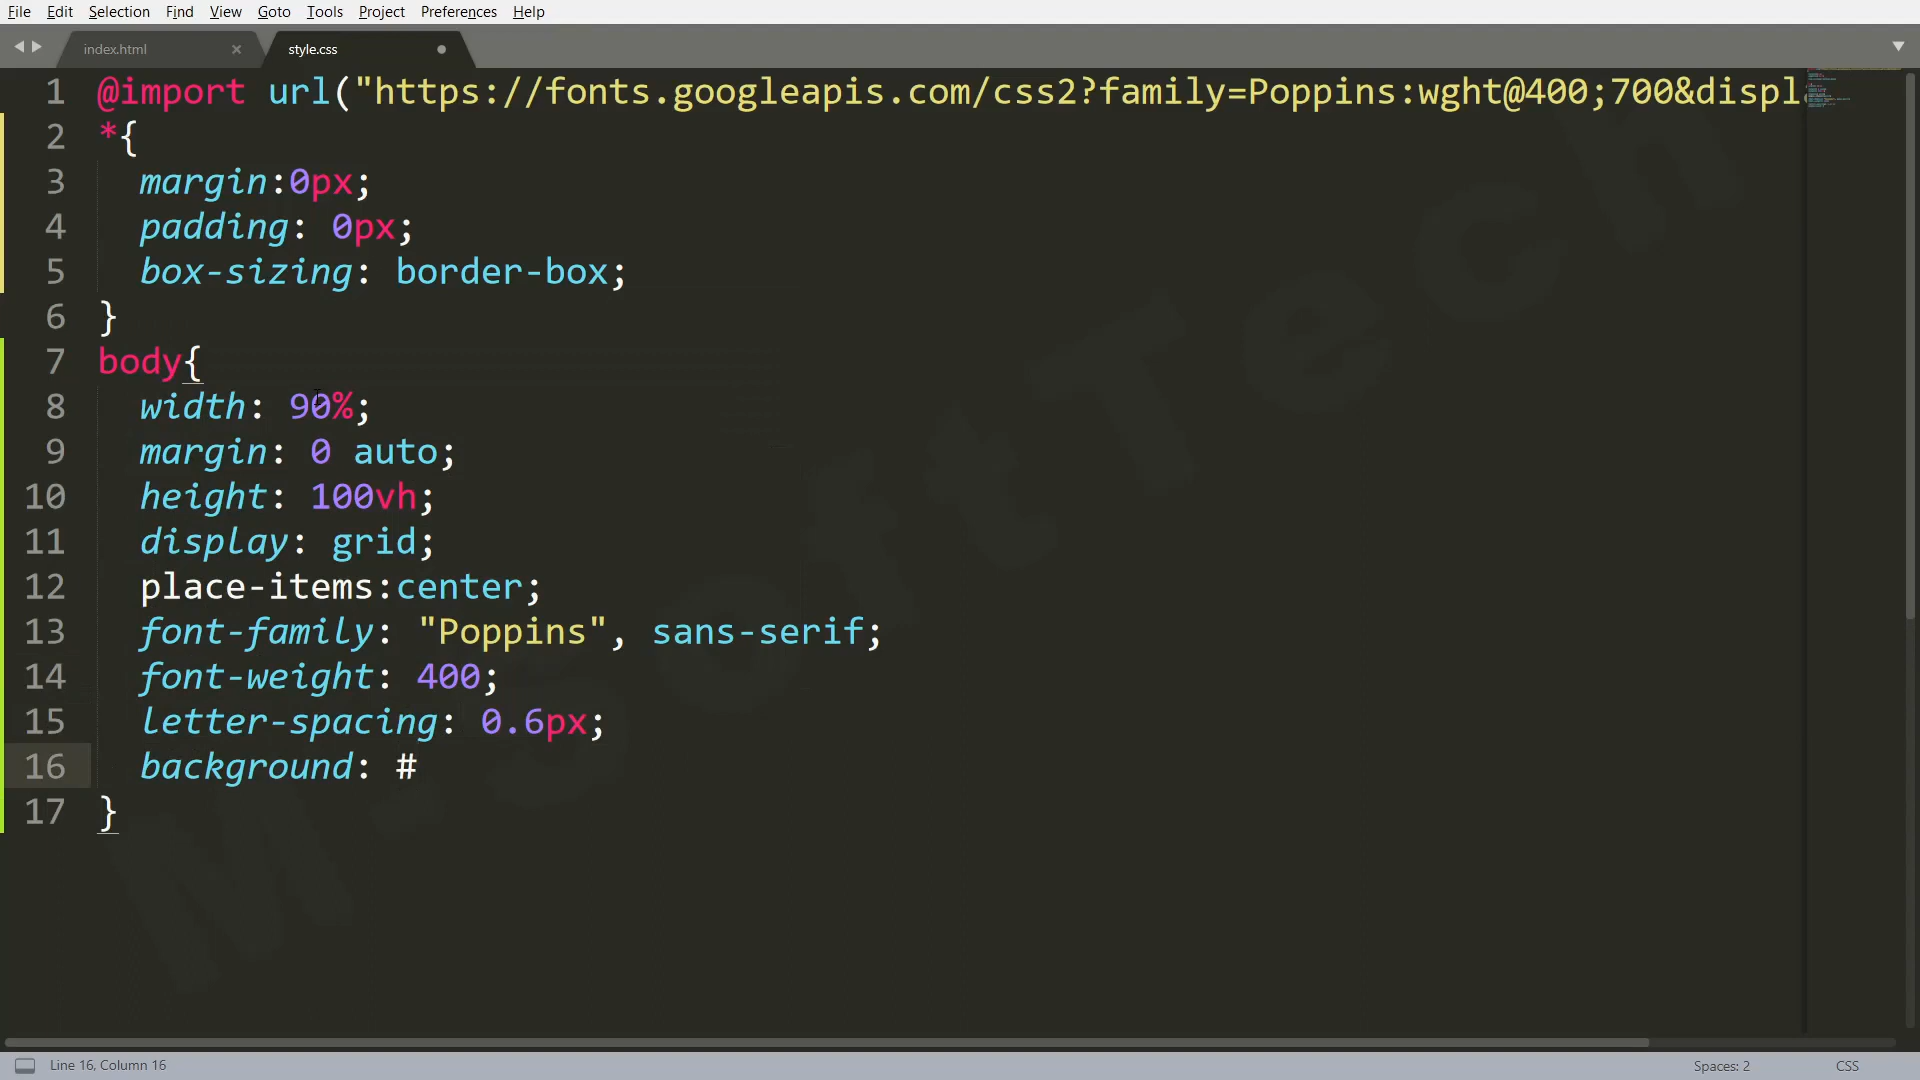 File Edit Selection Find View Goto Tools Project Preferences Help
index.html × style.css
1 @import url("https://fonts.googleapis.com/css2?family=Poppins:wght@400;700&displ
2 *{
3 margin:0px;
4 padding: 0px;
5 box-sizing: border-box;
6 }
7 body{
8 width: 90%;
9 margin: 0 auto;
10 height: 100vh;
11 display: grid;
12 place-items:center;
13 font-family: "Poppins", sans-serif;
14 font-weight: 400;
15 letter-spacing: 0.6px;
16 background: #
17 }
M-SoftTech
Line 16, Column 16 Spaces: 2 CSS